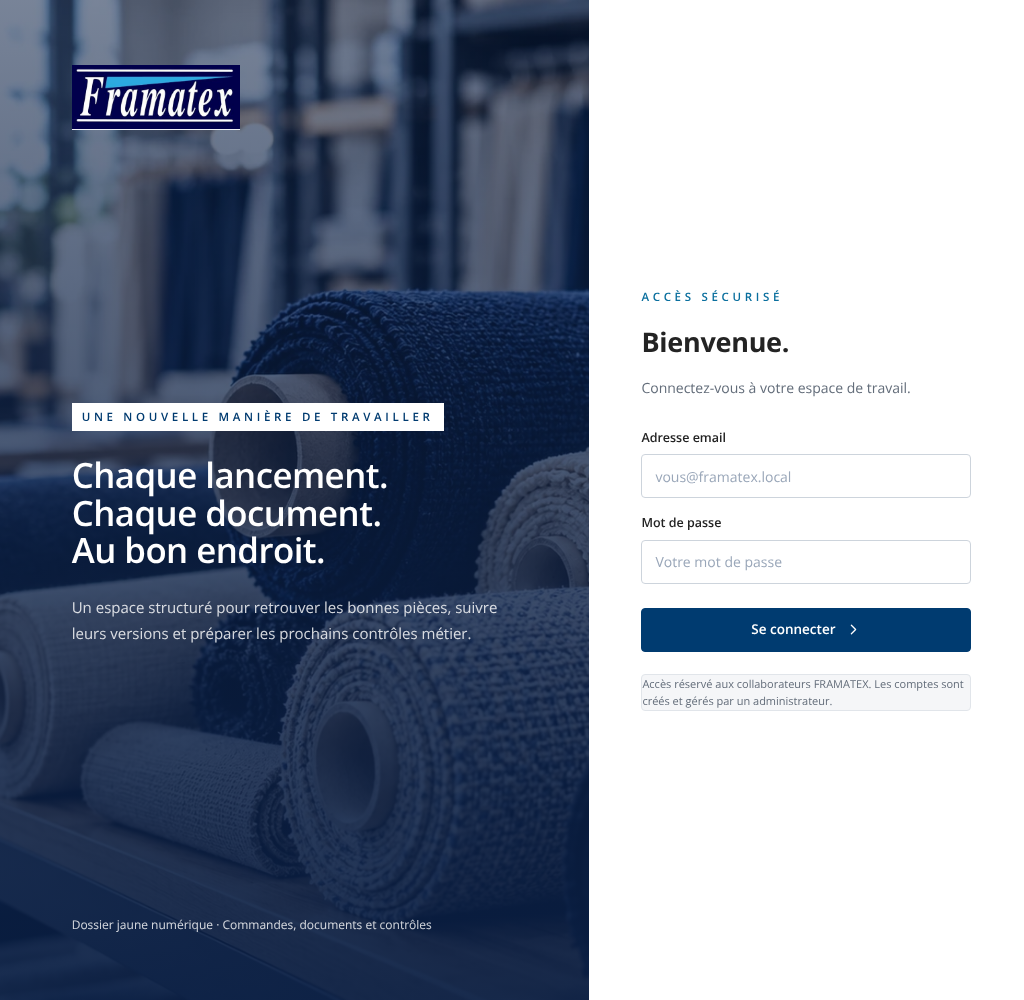 Framatex
UNE NOUVELLE MANIÈRE DE TRAVAILLER
Chaque lancement.
Chaque document.
Au bon endroit.
Un espace structuré pour retrouver les bonnes pièces, suivre
leurs versions et préparer les prochains contrôles métier.
Dossier jaune numérique · Commandes, documents et contrôles
ACCÈS SÉCURISÉ
Bienvenue.
Connectez-vous à votre espace de travail.
Adresse email
vous@framatex.local
Mot de passe
Votre mot de passe
Se connecter
Accès réservé aux collaborateurs FRAMATEX. Les comptes sont
créés et gérés par un administrateur.